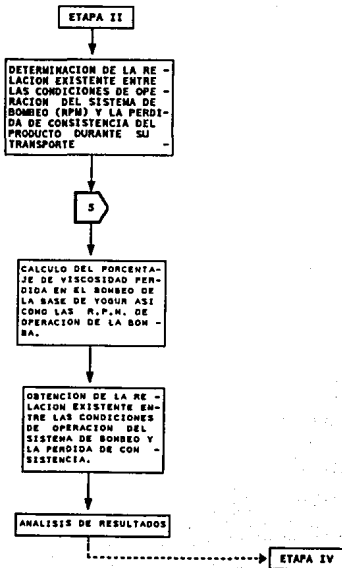 ETAPA II
DETERMINACION DE LA RE -
LACION EXISTENTE ENTRE
LAS CONDICIONES DE OPE -
RACION DEL SISTEMA DE
BOMBEO (RPM) Y LA PERDI-
DA DE CONSISTENCIA DEL
PRODUCTO DURANTE SU
TRANSPORTE -
5
CALCULO DEL PORCENTA-
JE DE VISCOSIDAD PER-
DIDA EN EL BOMBEO DE
LA BASE DE YOGUR ASI
COMO LAS R.P.M. DE
OPERACION DE LA BOM -
BA.
OBTENCION DE LA RE -
LACION EXISTENTE EN-
TRE LAS CONDICIONES
DE OPERACION DEL
SISTEMA DE BOMBEO Y
LA PERDIDA DE CON -
SISTENCIA.
ANALISIS DE RESULTADOS
ETAPA IV